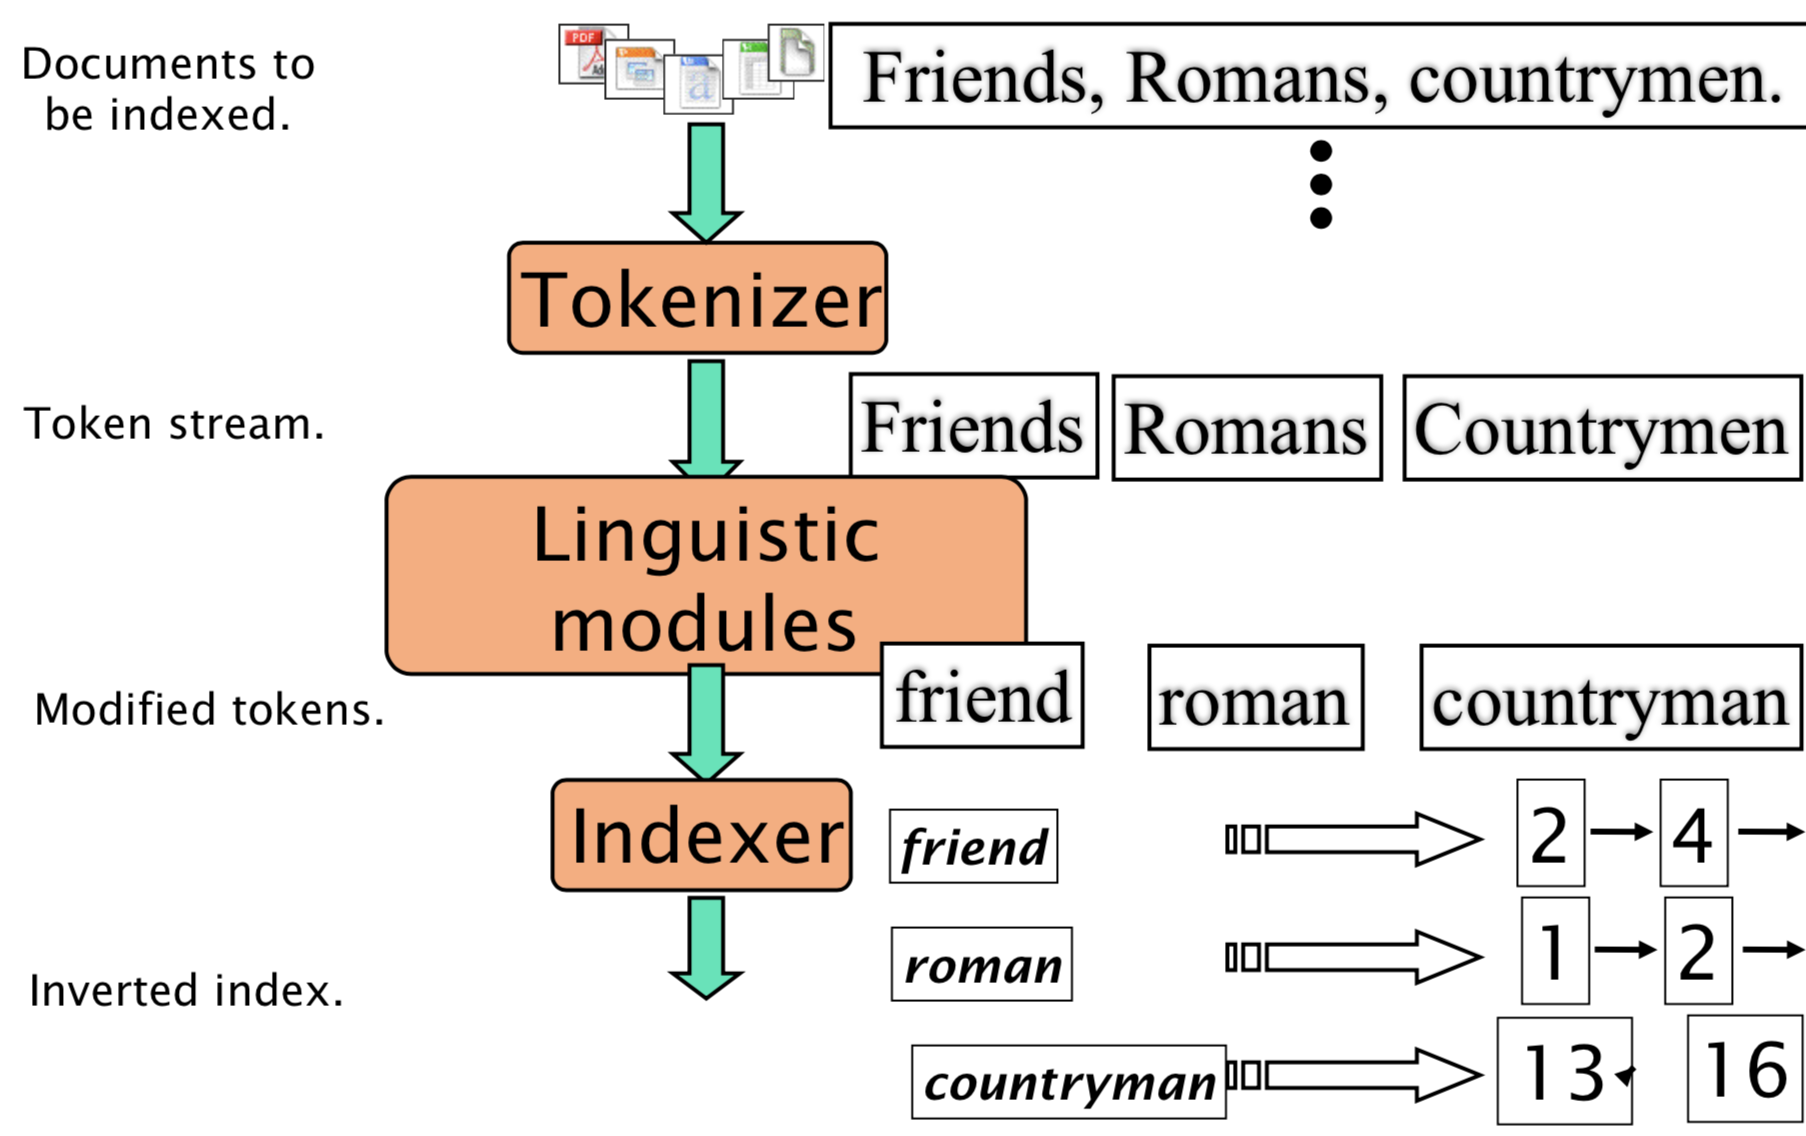 Documents to
be indexed.
PDF
Friends, Romans, countrymen.
Tokenizer
Token stream.
Friends
Romans
Countrymen
Linguistic
modules
Modified tokens.
friend
roman
countryman
Indexer
friend
2
4
roman
1
2
Inverted index.
countryman
13
16